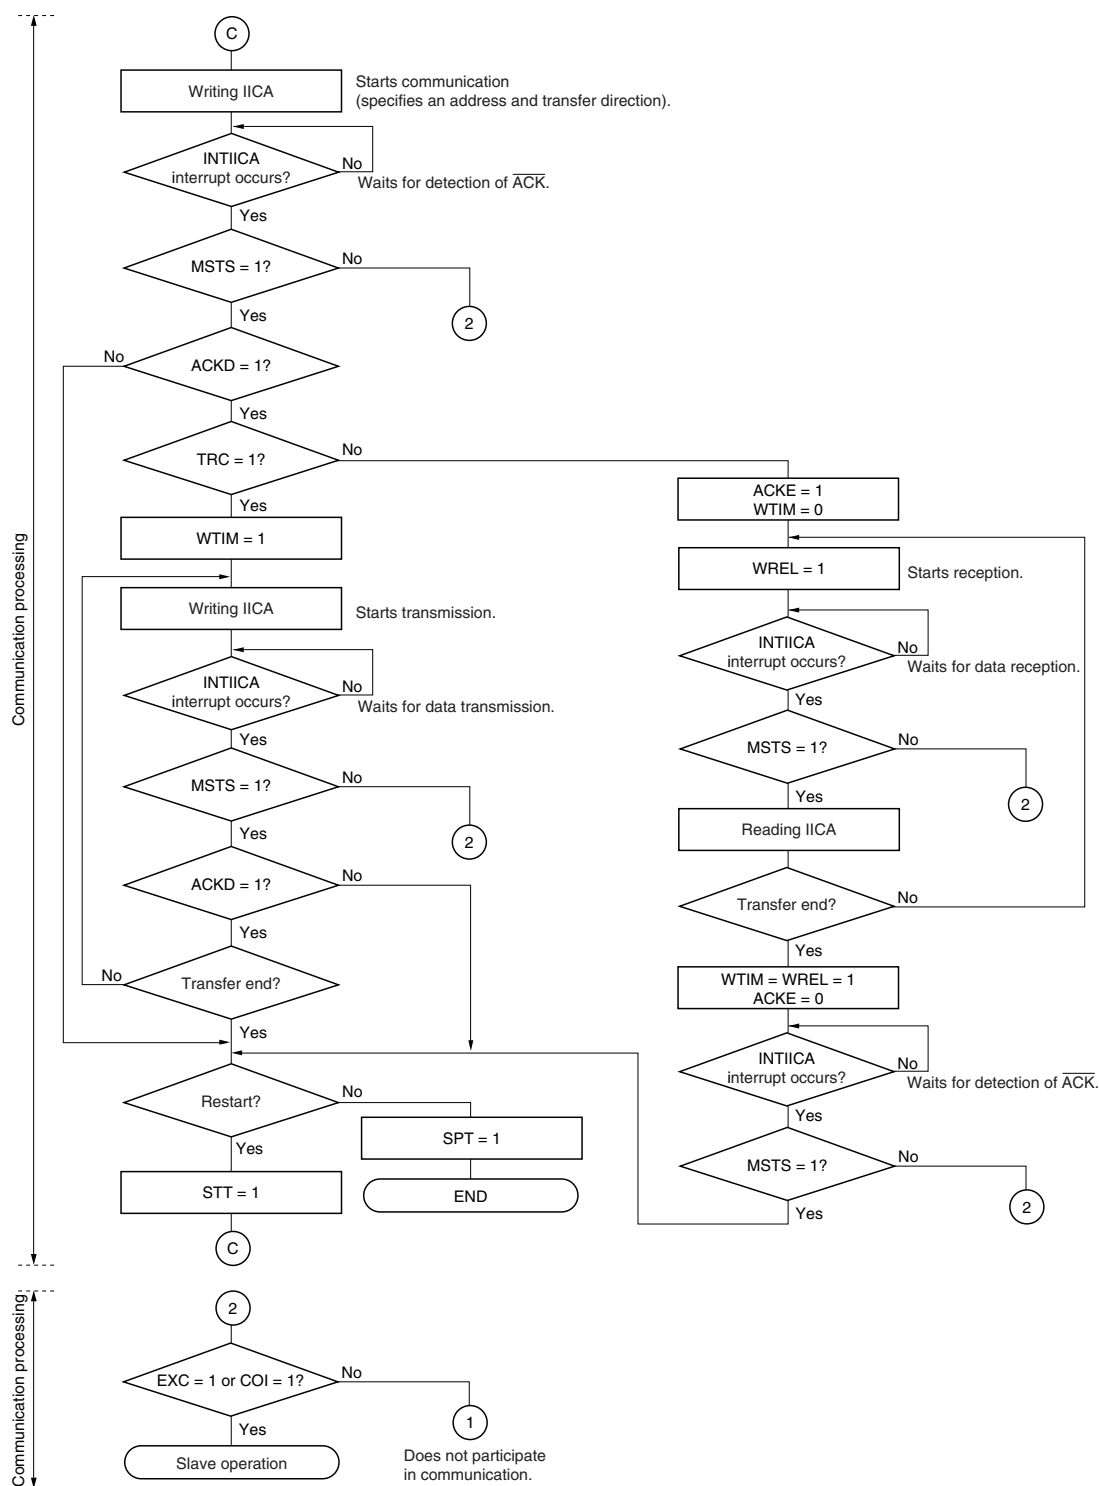 C
Writing IICA
Starts communication
(specifies an address and transfer direction).
INTIICA
interrupt occurs?
No
Waits for detection of ACK.
Yes
MSTS = 1?
No
2
Yes
No
ACKD = 1?
Yes
TRC = 1?
No
Yes
WTIM = 1
Writing IICA
Starts transmission.
INTIICA
interrupt occurs?
No
Waits for data transmission.
Yes
MSTS = 1?
No
2
Yes
ACKD = 1?
No
Yes
No
Transfer end?
Yes
Restart?
No
Yes
SPT = 1
END
STT = 1
C
ACKE = 1
WTIM = 0
WREL = 1
Starts reception.
INTIICA
interrupt occurs?
No
Waits for data reception.
Yes
MSTS = 1?
No
2
Yes
Reading IICA
Transfer end?
No
Yes
WTIM = WREL = 1
ACKE = 0
INTIICA
interrupt occurs?
No
Waits for detection of ACK.
Yes
MSTS = 1?
No
2
Yes
Communication processing
2
EXC = 1 or COI = 1?
No
1
Does not participate
in communication.
Yes
Slave operation
Communication processing